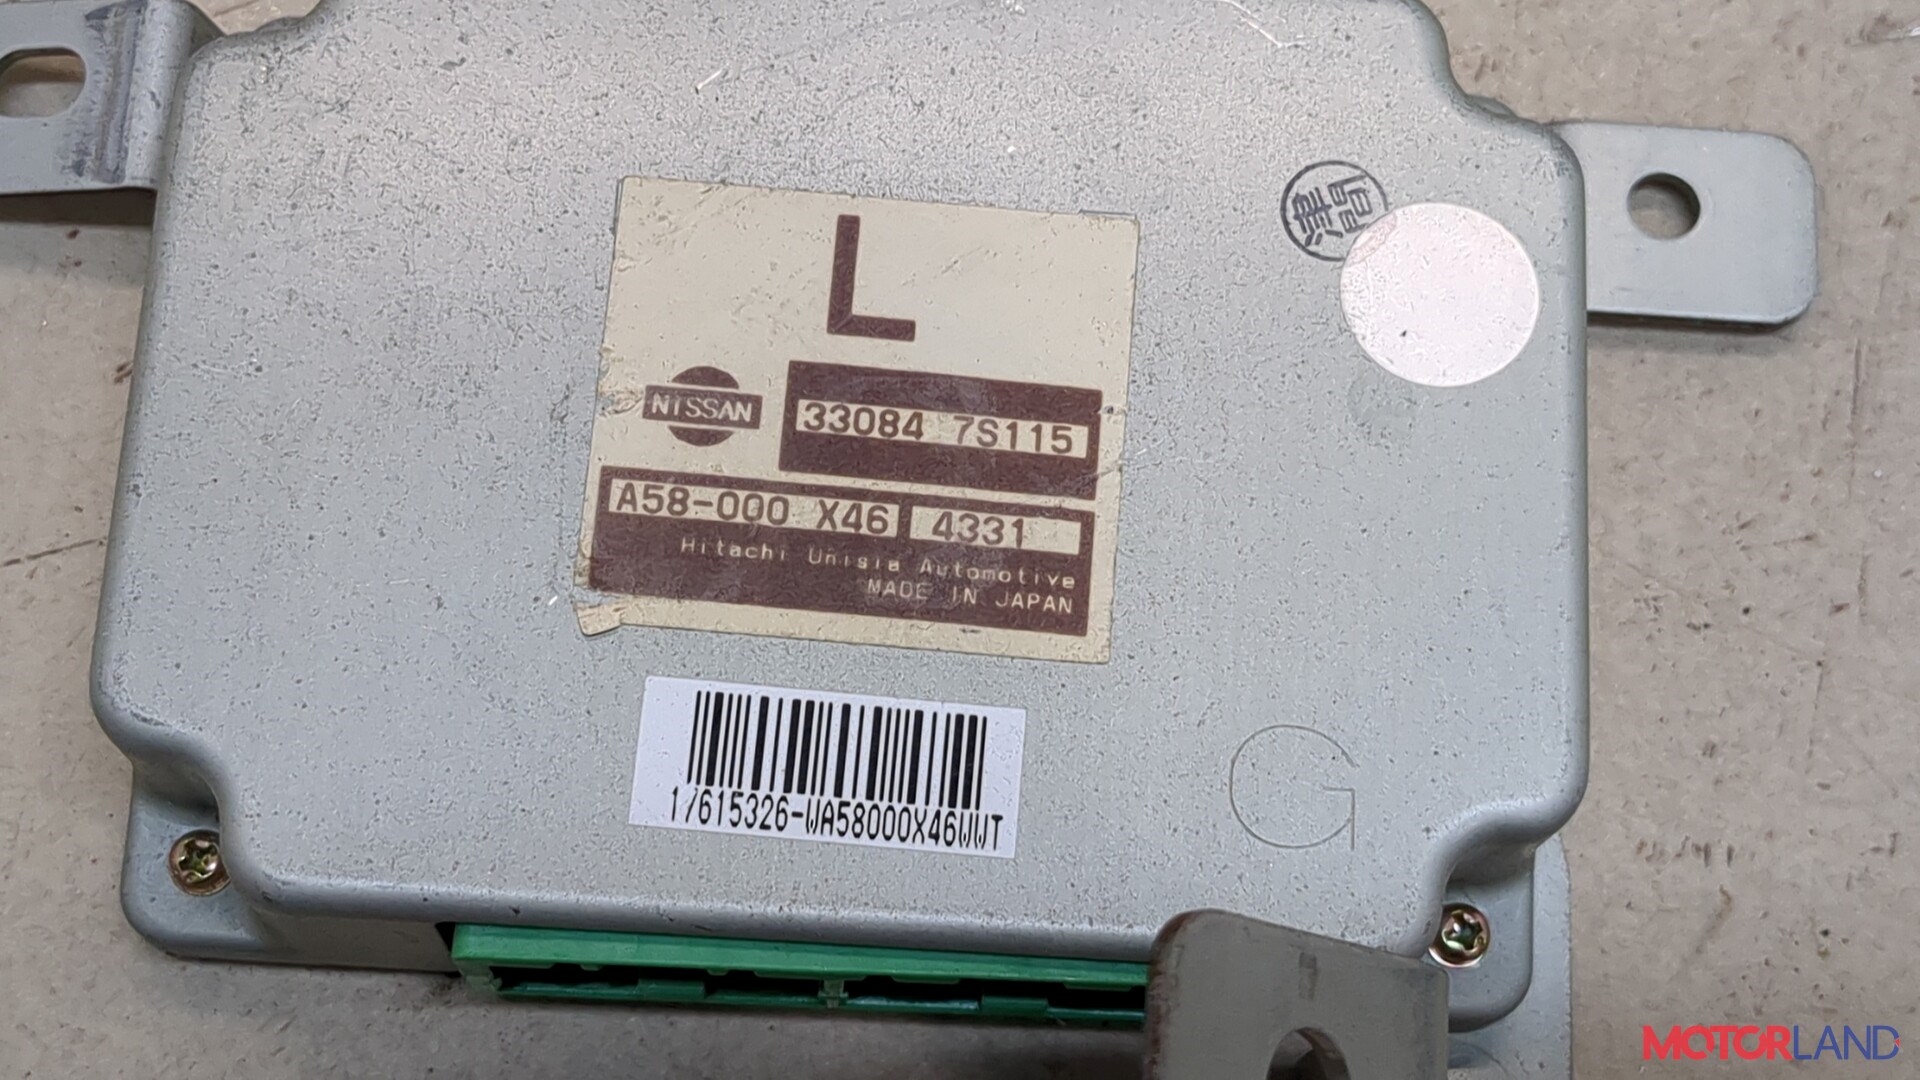 L
NISSAN
33084 7S115
A58-000 X46 4331
Hitachi Unisia Automotive
MADE IN JAPAN
17615326-WA58000X46WWT
G
MOTORLAND